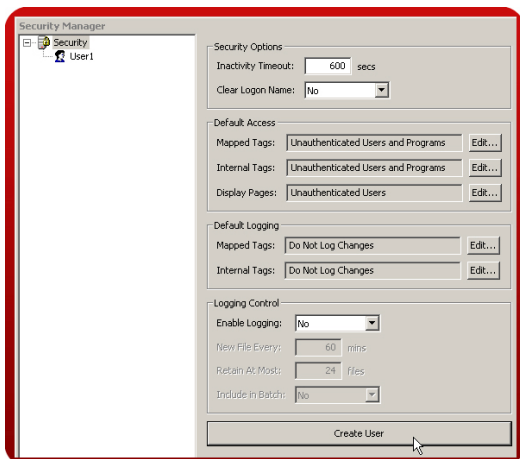 Security Manager
Security
User1
Security Options
Inactivity Timeout: 600 secs
Clear Logon Name: No
Default Access
Mapped Tags: Unauthenticated Users and Programs Edit...
Internal Tags: Unauthenticated Users and Programs Edit...
Display Pages: Unauthenticated Users Edit...
Default Logging
Mapped Tags: Do Not Log Changes Edit...
Internal Tags: Do Not Log Changes Edit...
Logging Control
Enable Logging: No
New File Every: 60 mins
Retain At Most: 24 files
Include in Batch: No
Create User